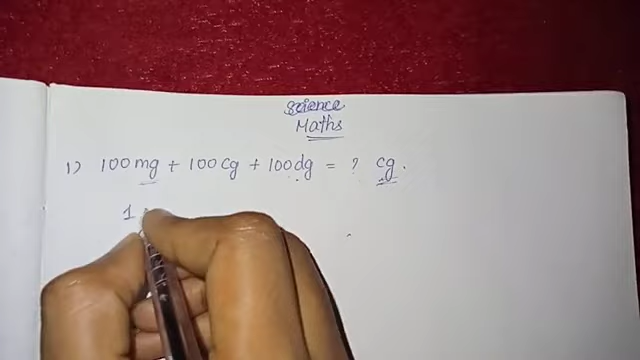 Science
Maths
1) 100 mg + 100 cg + 100 dg = ? cg.
1